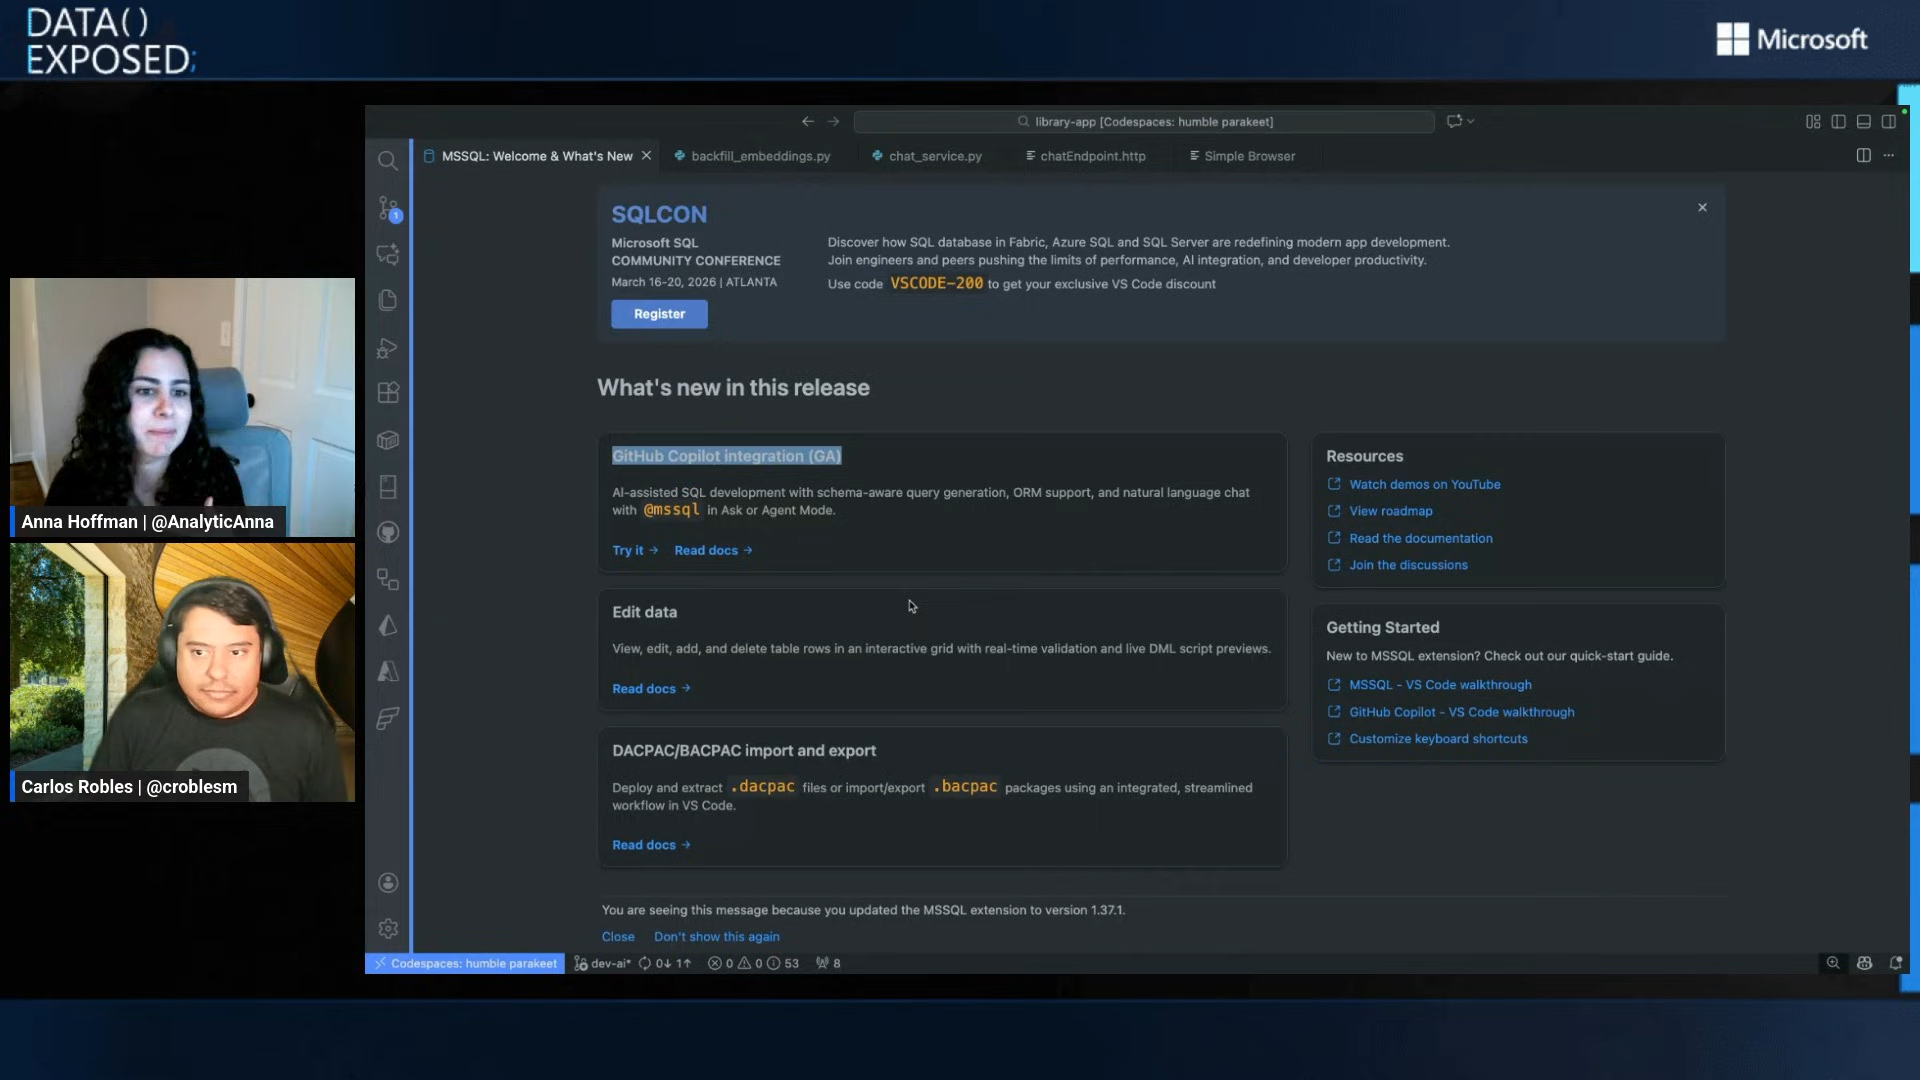 DATA()
EXPOSED;
Microsoft
library-app [Codespaces: humble parakeet]
MSSQL: Welcome & What's New
backfill_embeddings.py
chat_service.py
chatEndpoint.http
Simple Browser
SQLCON
Microsoft SQL
COMMUNITY CONFERENCE
March 16-20, 2026 | ATLANTA
Register
Discover how SQL database in Fabric, Azure SQL and SQL Server are redefining modern app development.
Join engineers and peers pushing the limits of performance, AI integration, and developer productivity.
Use code VSCODE-200 to get your exclusive VS Code discount
What's new in this release
GitHub Copilot integration (GA)
AI-assisted SQL development with schema-aware query generation, ORM support, and natural language chat
with @mssql in Ask or Agent Mode.
Try it → Read docs →
Edit data
View, edit, add, and delete table rows in an interactive grid with real-time validation and live DML script previews.
Read docs →
DACPAC/BACPAC import and export
Deploy and extract .dacpac files or import/export .bacpac packages using an integrated, streamlined
workflow in VS Code.
Read docs →
Resources
Watch demos on YouTube
View roadmap
Read the documentation
Join the discussions
Getting Started
New to MSSQL extension? Check out our quick-start guide.
MSSQL - VS Code walkthrough
GitHub Copilot - VS Code walkthrough
Customize keyboard shortcuts
You are seeing this message because you updated the MSSQL extension to version 1.37.1.
Close Don't show this again
1
Codespaces: humble parakeet
dev-ai* 0↓ 1↑ 0 0 53 8
Anna Hoffman | @AnalyticAnna
Carlos Robles | @croblesm